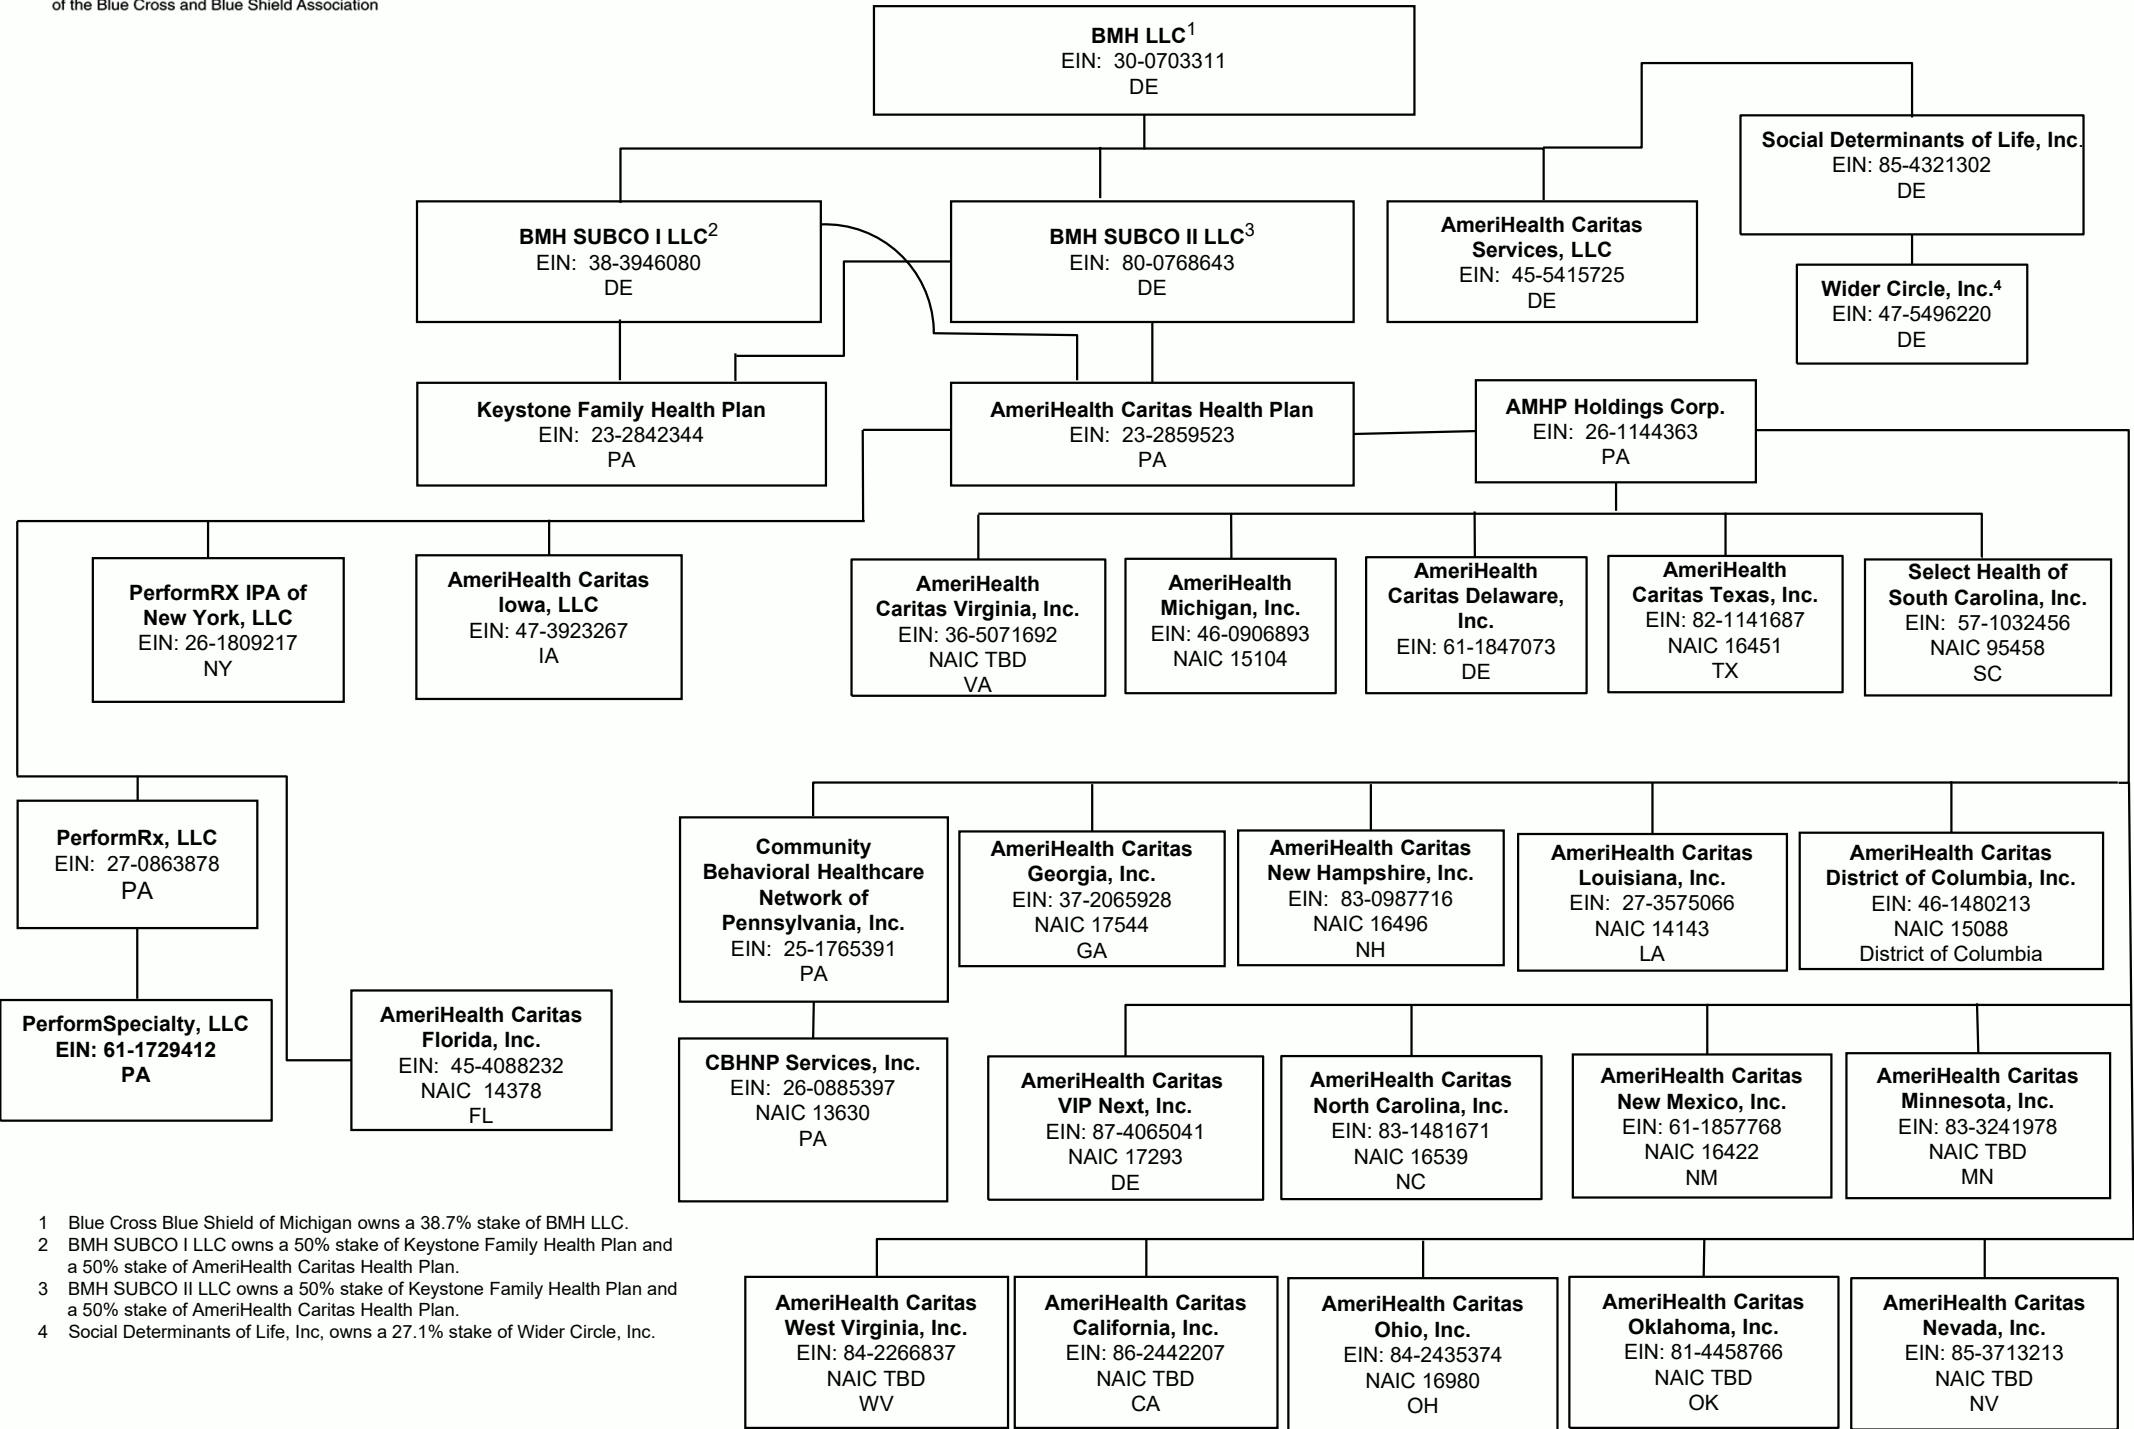 of the Blue Cross and Blue Shield Association
BMH LLC1
EIN: 30-0703311
DE
Social Determinants of Life, Inc.
EIN: 85-4321302
DE
BMH SUBCO I LLC2
EIN: 38-3946080
DE
BMH SUBCO II LLC3
EIN: 80-0768643
DE
AmeriHealth Caritas
Services, LLC
EIN: 45-5415725
DE
Wider Circle, Inc.4
EIN: 47-5496220
DE
Keystone Family Health Plan
EIN: 23-2842344
PA
AmeriHealth Caritas Health Plan
EIN: 23-2859523
PA
AMHP Holdings Corp.
EIN: 26-1144363
PA
PerformRX IPA of
New York, LLC
EIN: 26-1809217
NY
AmeriHealth Caritas
Iowa, LLC
EIN: 47-3923267
IA
AmeriHealth
Caritas Virginia, Inc.
EIN: 36-5071692
NAIC TBD
VA
AmeriHealth
Michigan, Inc.
EIN: 46-0906893
NAIC 15104
AmeriHealth
Caritas Delaware,
Inc.
EIN: 61-1847073
DE
AmeriHealth
Caritas Texas, Inc.
EIN: 82-1141687
NAIC 16451
TX
Select Health of
South Carolina, Inc.
EIN: 57-1032456
NAIC 95458
SC
PerformRx, LLC
EIN: 27-0863878
PA
Community
Behavioral Healthcare
Network of
Pennsylvania, Inc.
EIN: 25-1765391
PA
AmeriHealth Caritas
Georgia, Inc.
EIN: 37-2065928
NAIC 17544
GA
AmeriHealth Caritas
New Hampshire, Inc.
EIN: 83-0987716
NAIC 16496
NH
AmeriHealth Caritas
Louisiana, Inc.
EIN: 27-3575066
NAIC 14143
LA
AmeriHealth Caritas
District of Columbia, Inc.
EIN: 46-1480213
NAIC 15088
District of Columbia
PerformSpecialty, LLC
EIN: 61-1729412
PA
AmeriHealth Caritas
Florida, Inc.
EIN: 45-4088232
NAIC 14378
FL
CBHNP Services, Inc.
EIN: 26-0885397
NAIC 13630
PA
AmeriHealth Caritas
VIP Next, Inc.
EIN: 87-4065041
NAIC 17293
DE
AmeriHealth Caritas
North Carolina, Inc.
EIN: 83-1481671
NAIC 16539
NC
AmeriHealth Caritas
New Mexico, Inc.
EIN: 61-1857768
NAIC 16422
NM
AmeriHealth Caritas
Minnesota, Inc.
EIN: 83-3241978
NAIC TBD
MN
1 Blue Cross Blue Shield of Michigan owns a 38.7% stake of BMH LLC.
2 BMH SUBCO I LLC owns a 50% stake of Keystone Family Health Plan and
a 50% stake of AmeriHealth Caritas Health Plan.
3 BMH SUBCO II LLC owns a 50% stake of Keystone Family Health Plan and
a 50% stake of AmeriHealth Caritas Health Plan.
4 Social Determinants of Life, Inc, owns a 27.1% stake of Wider Circle, Inc.
AmeriHealth Caritas
West Virginia, Inc.
EIN: 84-2266837
NAIC TBD
WV
AmeriHealth Caritas
California, Inc.
EIN: 86-2442207
NAIC TBD
CA
AmeriHealth Caritas
Ohio, Inc.
EIN: 84-2435374
NAIC 16980
OH
AmeriHealth Caritas
Oklahoma, Inc.
EIN: 81-4458766
NAIC TBD
OK
AmeriHealth Caritas
Nevada, Inc.
EIN: 85-3713213
NAIC TBD
NV